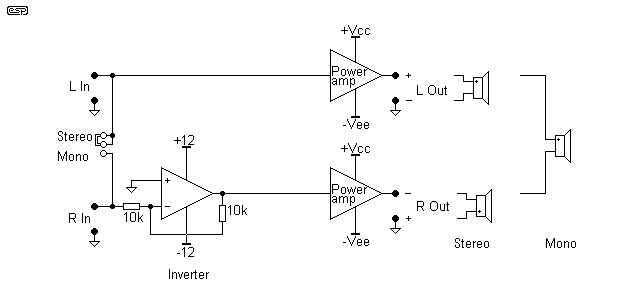 esp
+Vcc
Power
amp
+
−
L In
L Out
-Vee
Stereo
Mono
+12
+Vcc
+
−
Power
amp
−
+
R In
10k
10k
R Out
-12
-Vee
Inverter
Stereo
Mono
+
+
+